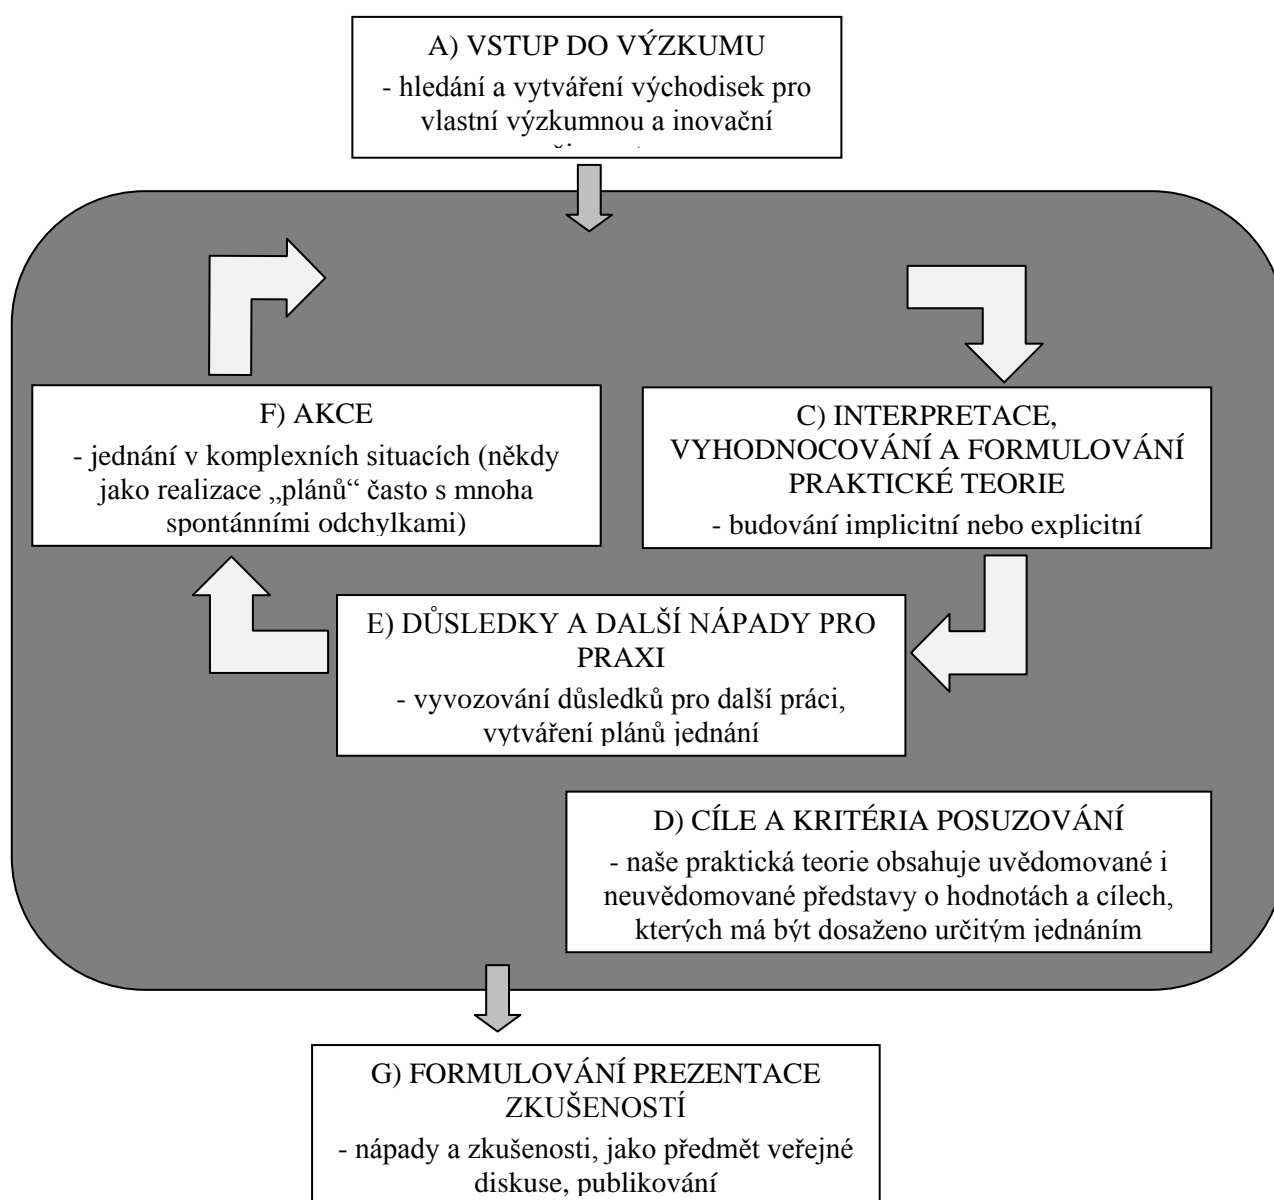 A) VSTUP DO VÝZKUMU
- hledání a vytváření východisek pro
vlastní výzkumnou a inovační
F) AKCE
- jednání v komplexních situacích (někdy
jako realizace „plánů“ často s mnoha
spontánními odchylkami)
C) INTERPRETACE,
VYHODNOCOVÁNÍ A FORMULOVÁNÍ
PRAKTICKÉ TEORIE
- budování implicitní nebo explicitní
E) DŮSLEDKY A DALŠÍ NÁPADY PRO
PRAXI
- vyvozování důsledků pro další práci,
vytváření plánů jednání
D) CÍLE A KRITÉRIA POSUZOVÁNÍ
- naše praktická teorie obsahuje uvědomované i
neuvědomované představy o hodnotách a cílech,
kterých má být dosaženo určitým jednáním
G) FORMULOVÁNÍ PREZENTACE
ZKUŠENOSTÍ
- nápady a zkušenosti, jako předmět veřejné
diskuse, publikování